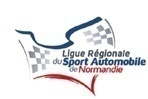 Ligue Régionale
du Sport Automobile
de Normandie